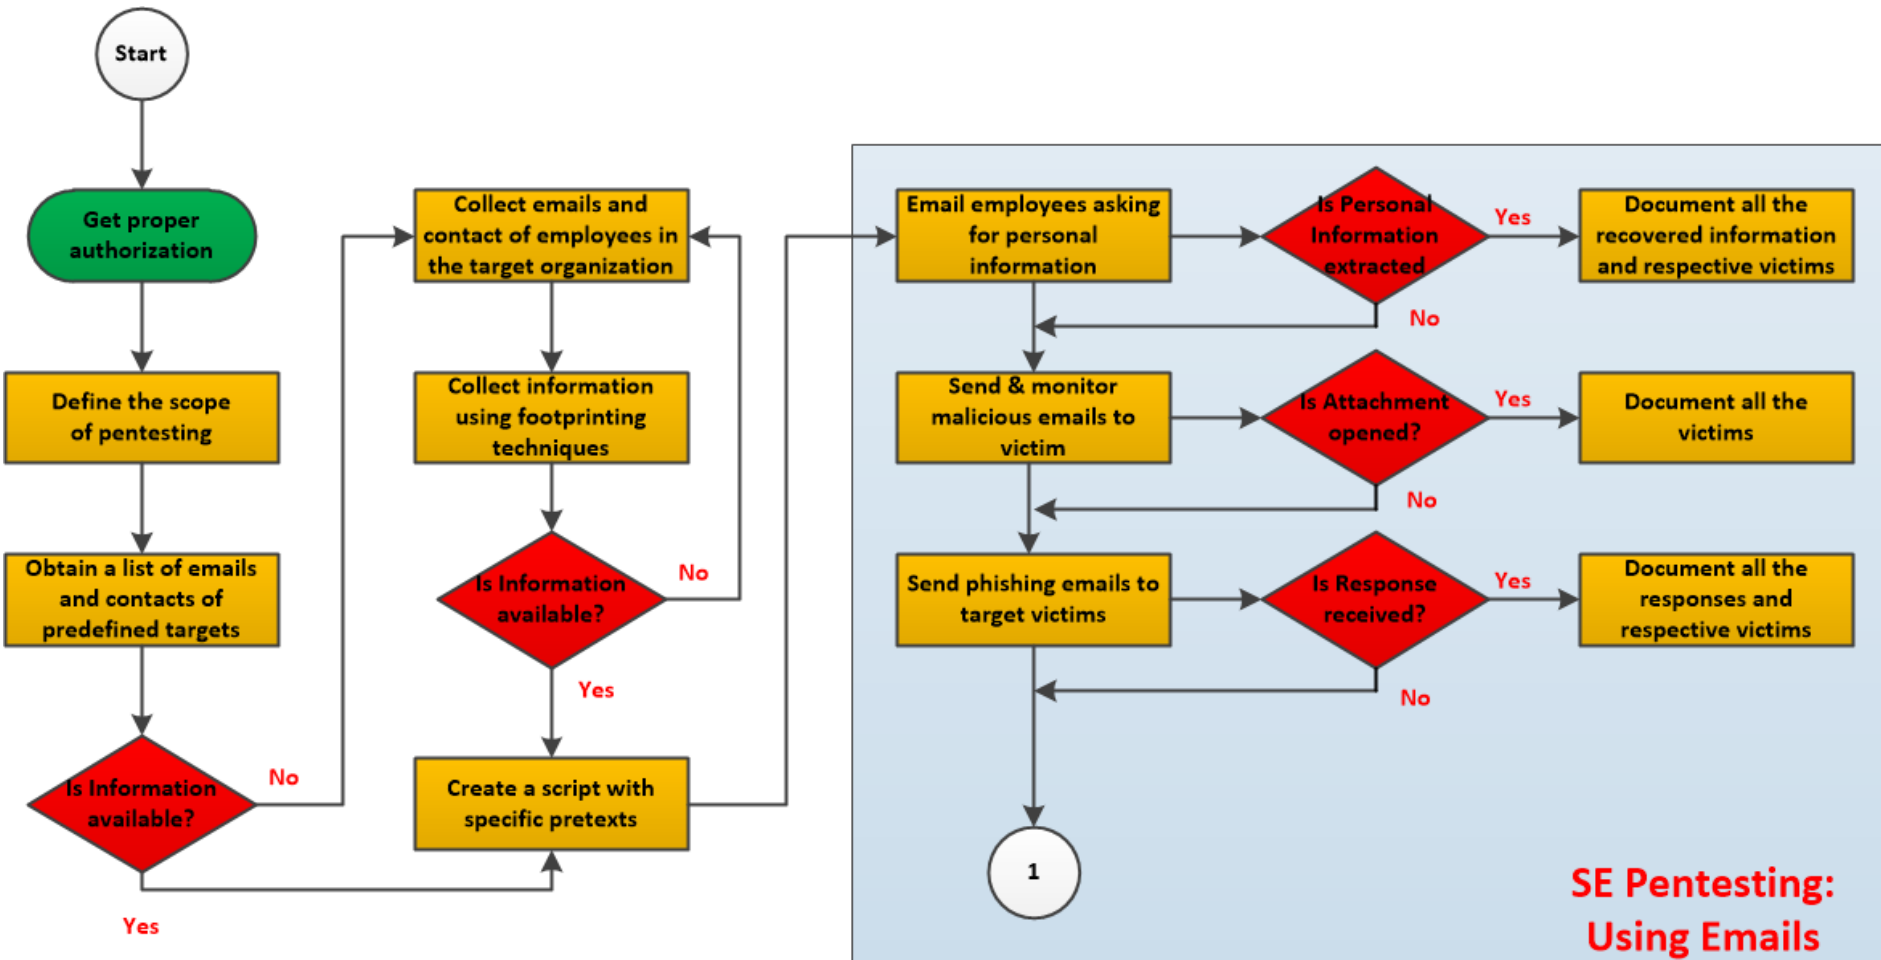 Start
Get proper
authorization
Define the scope
of pentesting
Obtain a list of emails
and contacts of
predefined targets
Is Information
available?
No
Yes
Collect emails and
contact of employees in
the target organization
Collect information
using footprinting
techniques
Is Information
available?
No
Yes
Create a script with
specific pretexts
Email employees asking
for personal
information
Is Personal
Information
extracted
Yes
No
Document all the
recovered information
and respective victims
Send & monitor
malicious emails to
victim
Is Attachment
opened?
Yes
No
Document all the
victims
Send phishing emails to
target victims
Is Response
received?
Yes
No
Document all the
responses and
respective victims
1
SE Pentesting:
Using Emails